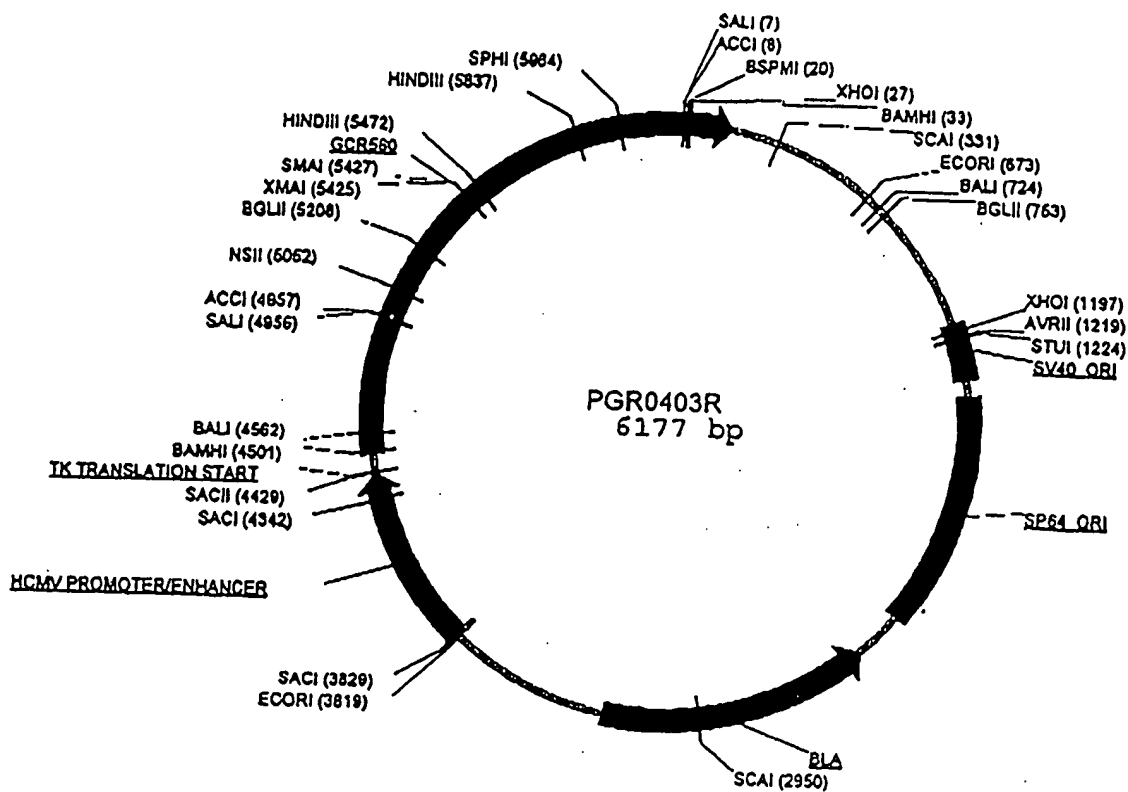 SALI (7)
ACCI (8)
BSPMI (20)
XHOI (27)
BAMHI (33)
SCAI (331)
ECORI (673)
BALI (724)
BGLII (763)
XHOI (1197)
AVRII (1219)
STUI (1224)
SV40 ORI
SP64 ORI
BLA
SCAI (2950)
ECORI (3819)
SACI (3829)
HCMV PROMOTER/ENHANCER
SACI (4342)
SACII (4429)
TK TRANSLATION START
BAMHI (4501)
BALI (4562)
SALI (4956)
ACCI (4957)
NSII (5052)
BGLII (5208)
XMAI (5425)
SMAI (5427)
GCR560
HINDIII (5472)
HINDIII (5837)
SPHI (5964)
PGR0403R
6177 bp